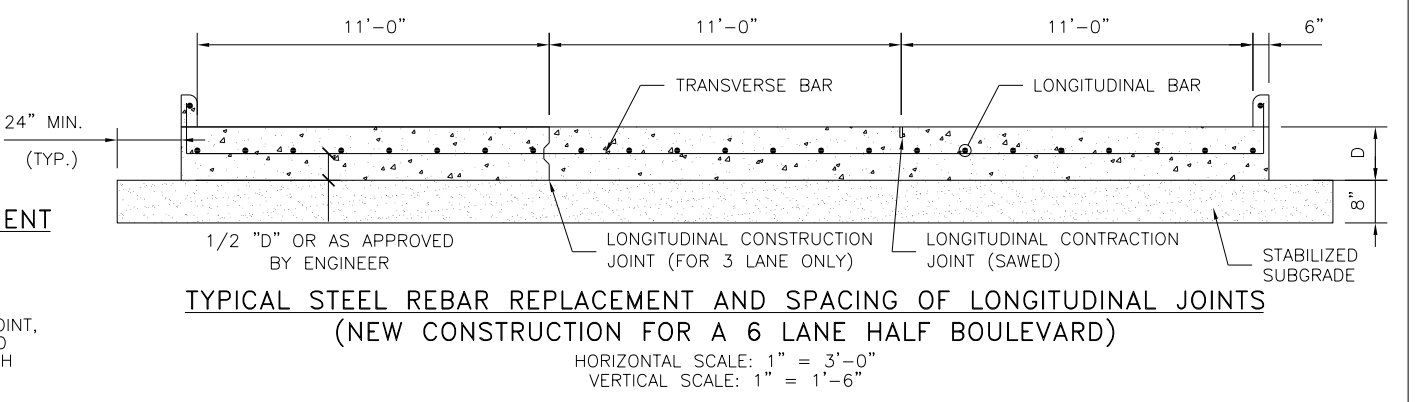 11'-0"
11'-0"
11'-0"
6"
TRANSVERSE BAR
LONGITUDINAL BAR
24" MIN.
(TYP.)
D
8"
ENT
1/2 "D" OR AS APPROVED
BY ENGINEER
LONGITUDINAL CONSTRUCTION
JOINT (FOR 3 LANE ONLY)
LONGITUDINAL CONTRACTION
JOINT (SAWED)
STABILIZED
SUBGRADE
TYPICAL STEEL REBAR REPLACEMENT AND SPACING OF LONGITUDINAL JOINTS
(NEW CONSTRUCTION FOR A 6 LANE HALF BOULEVARD)
HORIZONTAL SCALE: 1" = 3'-0"
VERTICAL SCALE: 1" = 1'-6"
OINT,
H